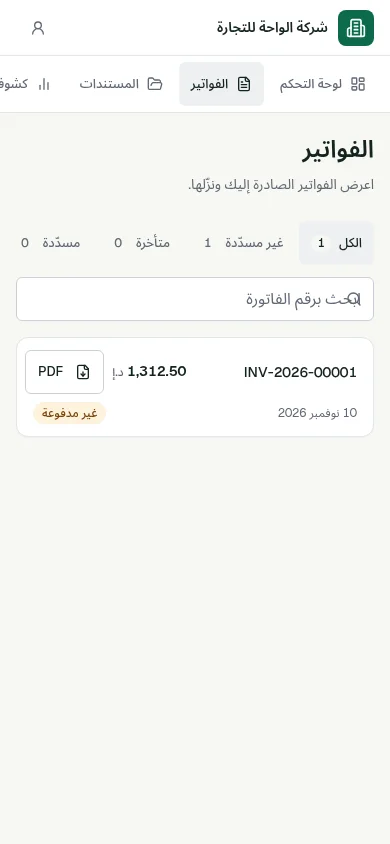 شركة الواحة للتجارة
لوحة التحكم
الفواتير
المستندات
الفواتير
اعرض الفواتير الصادرة إليك ونزّلها.
الكل 1
غير مسدّدة 1
متأخرة 0
مسدّدة 0
ابحث برقم الفاتورة
INV-2026-00001
1,312.50 د.إ
PDF
10 نوفمبر 2026
غير مدفوعة